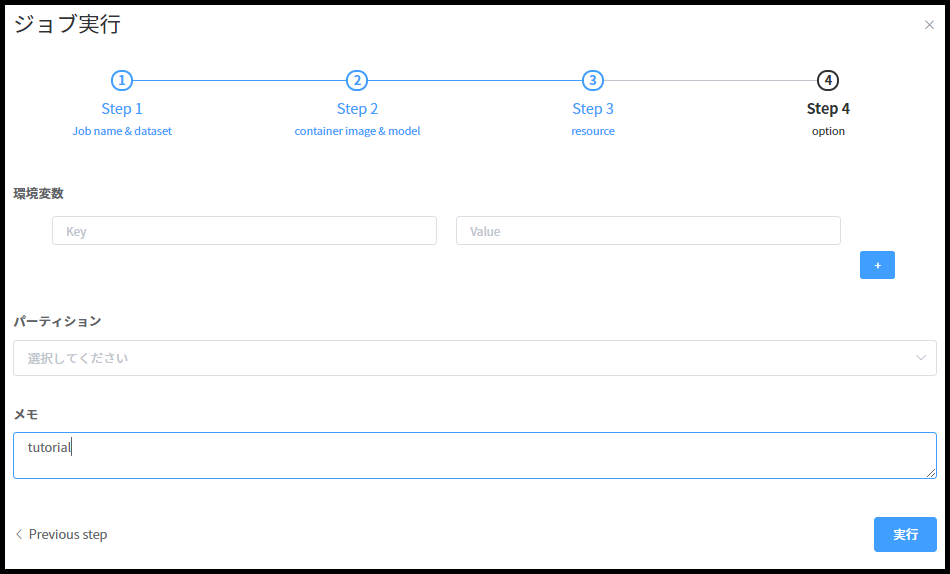 ジョブ実行
×
1 2 3 4
Step 1 Step 2 Step 3 Step 4
Job name & dataset container image & model resource option
環境変数
Key Value
+
パーティション
選択してください
メモ
tutorial
Previous step 実行